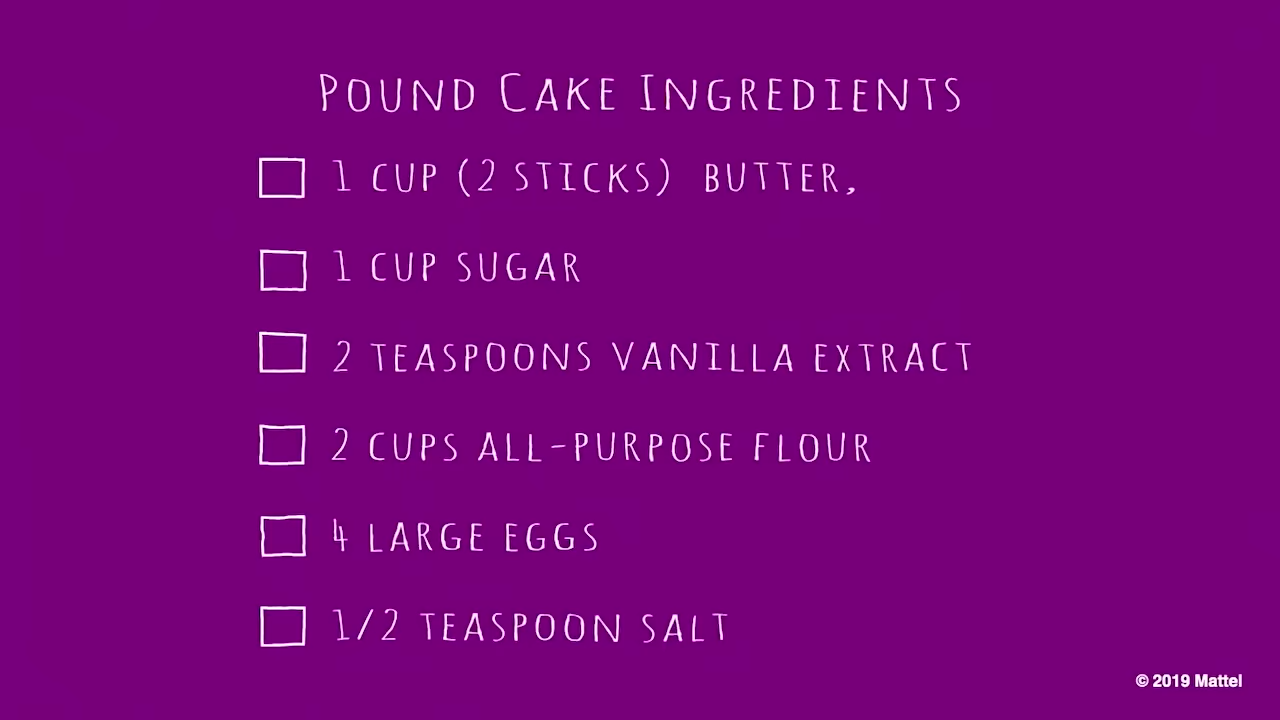 Pound Cake Ingredients
1 cup (2 sticks) butter,
1 cup sugar
2 teaspoons vanilla extract
2 cups all-purpose flour
4 large eggs
1/2 teaspoon salt
© 2019 Mattel